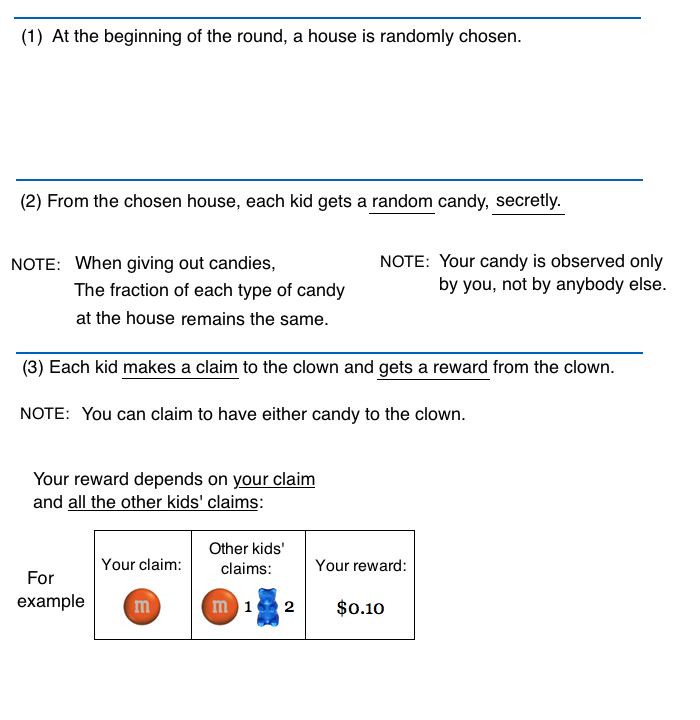 (1) At the beginning of the round, a house is randomly chosen.
(2) From the chosen house, each kid gets a random candy, secretly.
NOTE: When giving out candies,
The fraction of each type of candy
at the house remains the same.
NOTE: Your candy is observed only
by you, not by anybody else.
(3) Each kid makes a claim to the clown and gets a reward from the clown.
NOTE: You can claim to have either candy to the clown.
Your reward depends on your claim
and all the other kids' claims:
For
example
Your claim:
m
Other kids'
claims:
m 1 2
Your reward:
$0.10